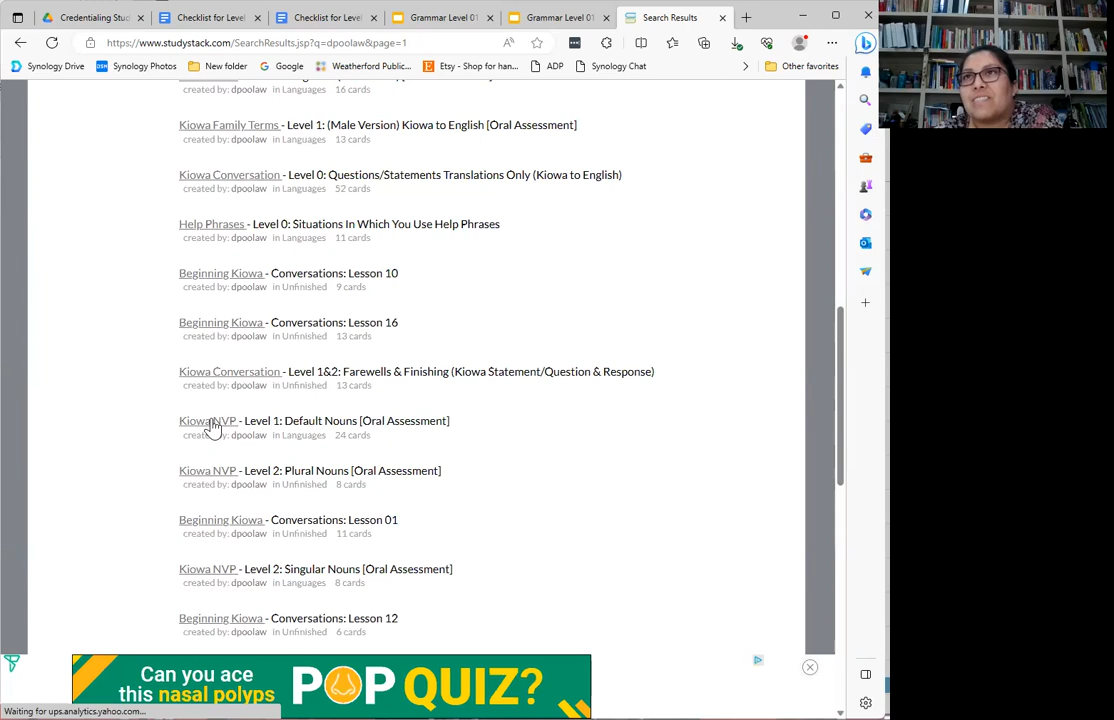 Credentialing Stud
Checklist for Level
Checklist for Level
Grammar Level 01
Grammar Level 01
Search Results
https://www.studystack.com/SearchResults.jsp?q=dpoolaw&page=1
Synology Drive
Synology Photos
New folder
Google
Weatherford Public...
Etsy - Shop for han...
ADP
Synology Chat
Other favorites
created by: dpoolaw in Languages 16 cards
Kiowa Family Terms - Level 1: (Male Version) Kiowa to English [Oral Assessment]
created by: dpoolaw in Languages 13 cards
Kiowa Conversation - Level 0: Questions/Statements Translations Only (Kiowa to English)
created by: dpoolaw in Languages 52 cards
Help Phrases - Level 0: Situations In Which You Use Help Phrases
created by: dpoolaw in Languages 11 cards
Beginning Kiowa - Conversations: Lesson 10
created by: dpoolaw in Unfinished 9 cards
Beginning Kiowa - Conversations: Lesson 16
created by: dpoolaw in Unfinished 13 cards
Kiowa Conversation - Level 1&2: Farewells & Finishing (Kiowa Statement/Question & Response)
created by: dpoolaw in Unfinished 13 cards
Kiowa NVP - Level 1: Default Nouns [Oral Assessment]
created by: dpoolaw in Languages 24 cards
Kiowa NVP - Level 2: Plural Nouns [Oral Assessment]
created by: dpoolaw in Unfinished 8 cards
Beginning Kiowa - Conversations: Lesson 01
created by: dpoolaw in Unfinished 11 cards
Kiowa NVP - Level 2: Singular Nouns [Oral Assessment]
created by: dpoolaw in Languages 8 cards
Beginning Kiowa - Conversations: Lesson 12
created by: dpoolaw in Unfinished 6 cards
Can you ace
this nasal polyps
POP QUIZ?
Waiting for ups.analytics.yahoo.com...